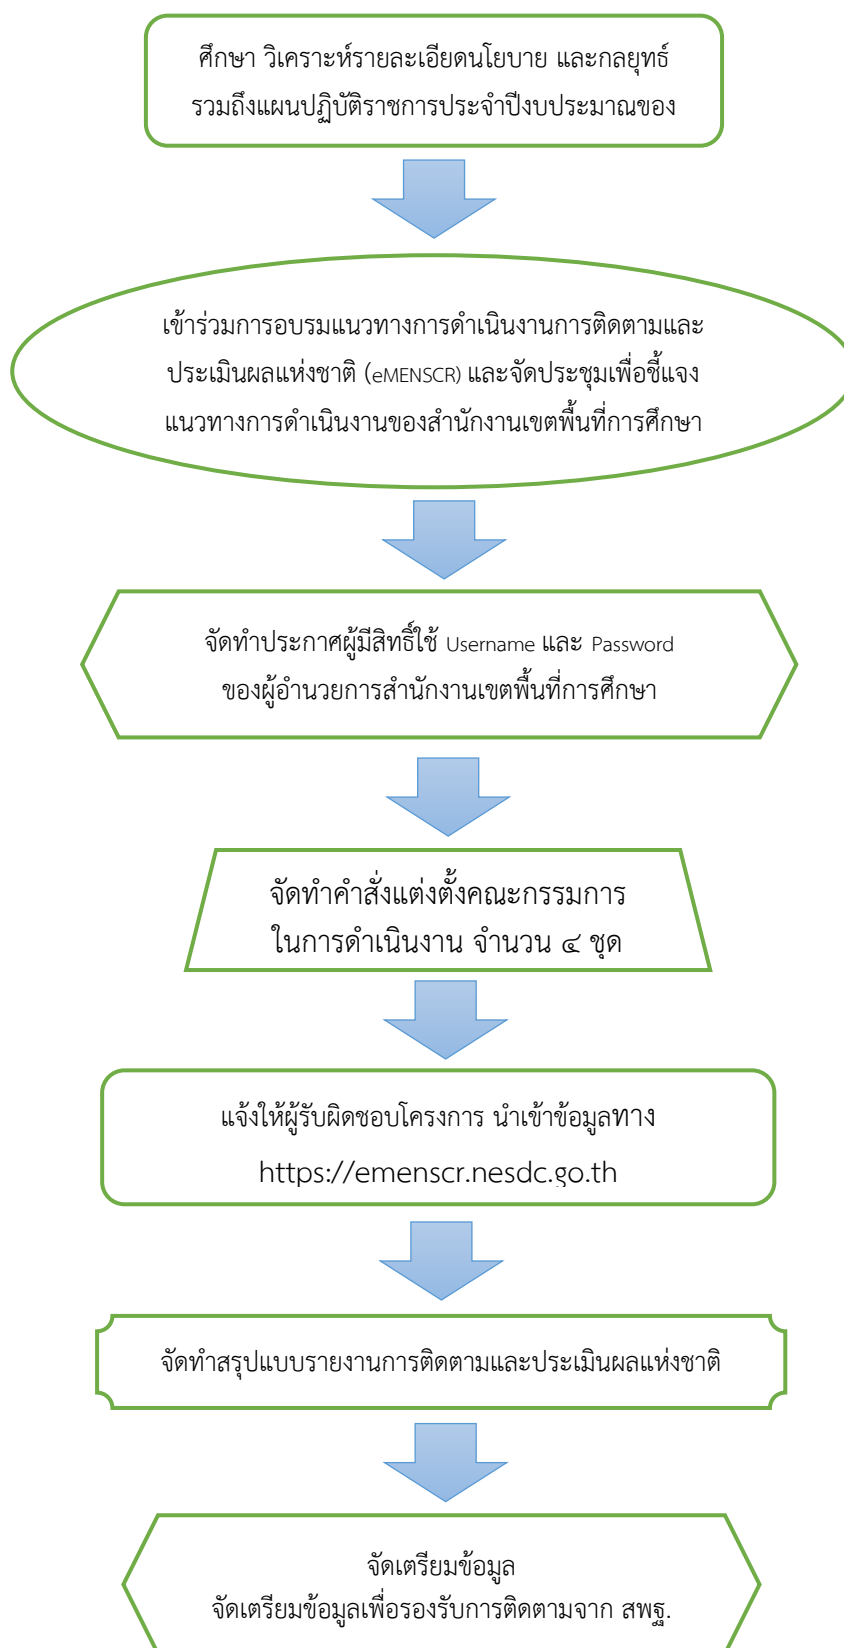 ศึกษา วิเคราะห์รายละเอียดนโยบาย และกลยุทธ์
รวมถึงแผนปฏิบัติราชการประจำปีงบประมาณของ
เข้าร่วมการอบรมแนวทางการดำเนินงานการติดตามและ
ประเมินผลแห่งชาติ (eMENSCR) และจัดประชุมเพื่อชี้แจง
แนวทางการดำเนินงานของสำนักงานเขตพื้นที่การศึกษา
จัดทำประกาศผู้มีสิทธิ์ใช้ Username และ Password
ของผู้อำนวยการสำนักงานเขตพื้นที่การศึกษา
จัดทำคำสั่งแต่งตั้งคณะกรรมการ
ในการดำเนินงาน จำนวน ๔ ชุด
แจ้งให้ผู้รับผิดชอบโครงการ นำเข้าข้อมูลทาง
https://emenscr.nesdc.go.th
จัดทำสรุปแบบรายงานการติดตามและประเมินผลแห่งชาติ
จัดเตรียมข้อมูล
จัดเตรียมข้อมูลเพื่อรองรับการติดตามจาก สพฐ.